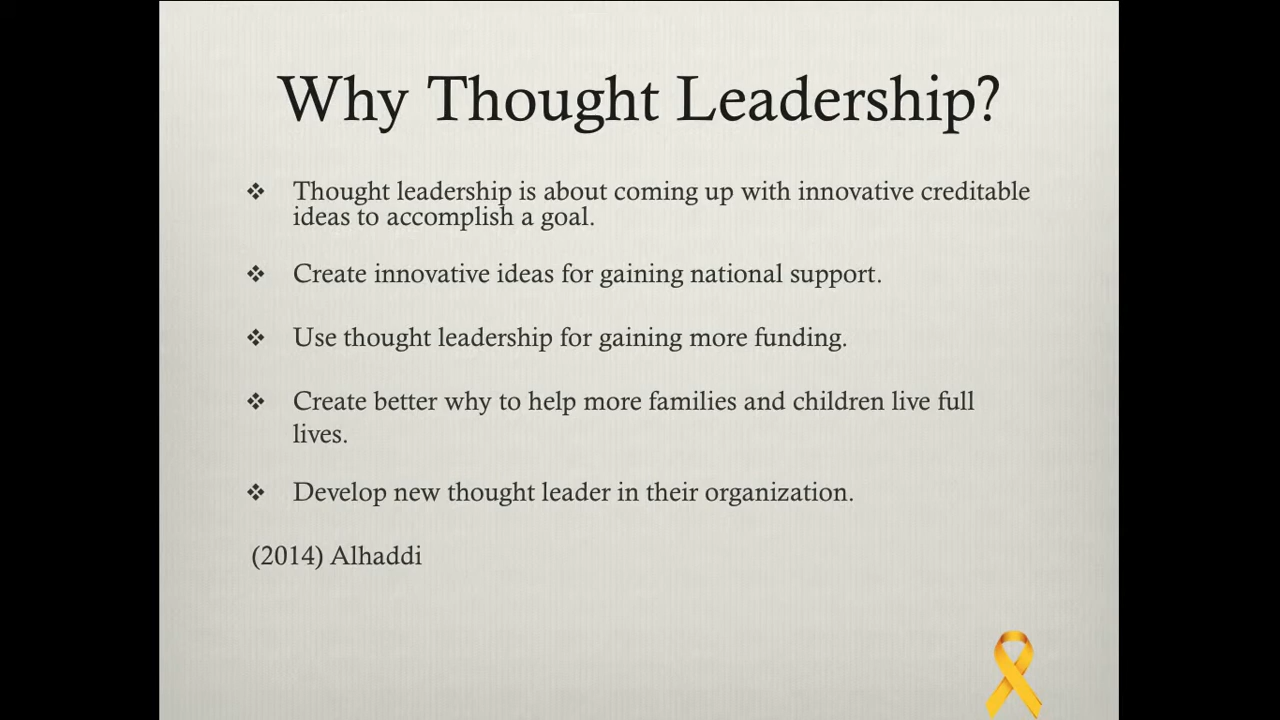 Why Thought Leadership?
❖ Thought leadership is about coming up with innovative creditable
ideas to accomplish a goal.
❖ Create innovative ideas for gaining national support.
❖ Use thought leadership for gaining more funding.
❖ Create better why to help more families and children live full
lives.
❖ Develop new thought leader in their organization.
(2014) Alhaddi